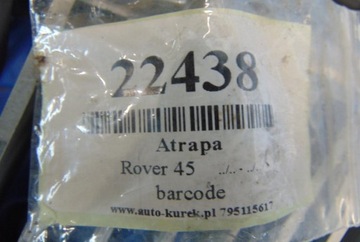 22438
Atrapa
Rover 45 ../.. - ../..
barcode
www.auto-kurek.pl 795115617